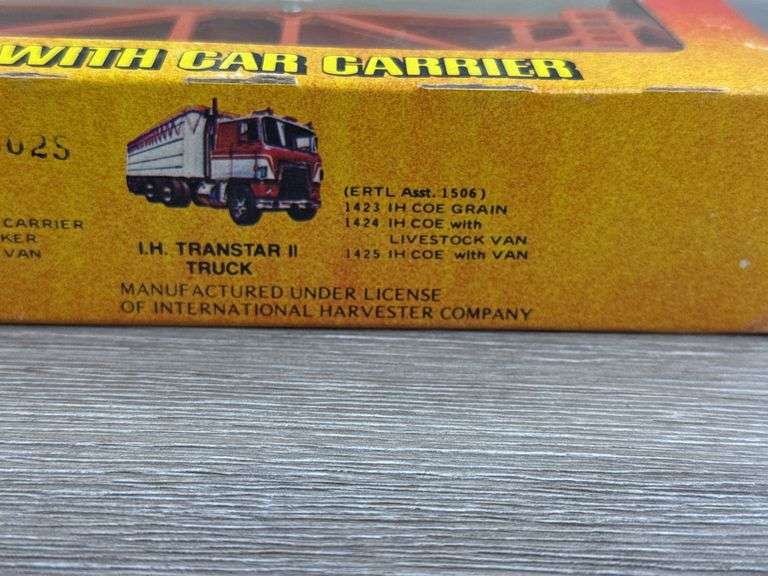 WITH CAR CARRIER
025
CARRIER
KER
VAN
I.H. TRANSTAR II
TRUCK
(ERTL Asst. 1506)
1423 IH COE GRAIN
1424 IH COE with
LIVESTOCK VAN
1425 IH COE with VAN
MANUFACTURED UNDER LICENSE
OF INTERNATIONAL HARVESTER COMPANY